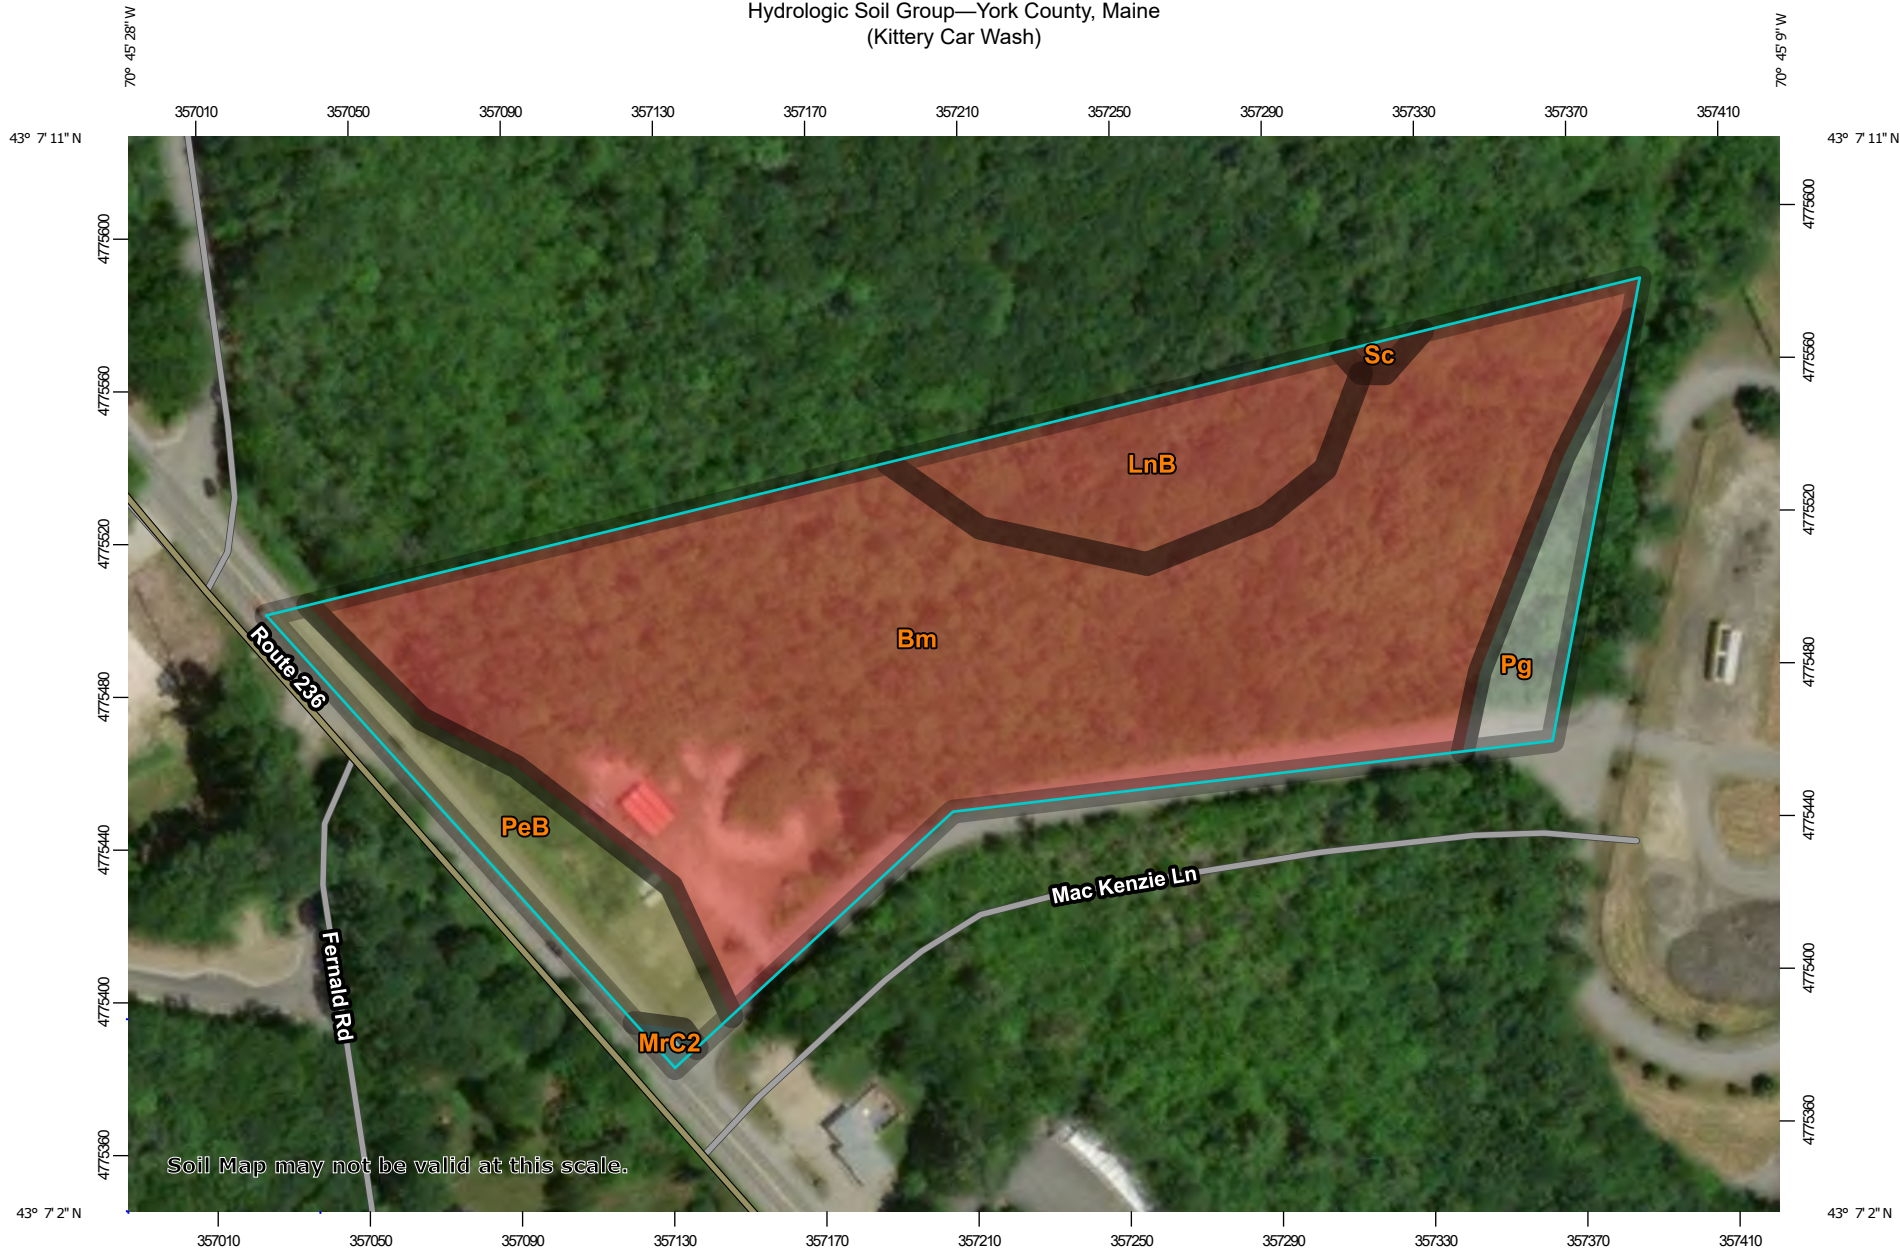 Hydrologic Soil Group—York County, Maine
(Kittery Car Wash)
70° 45' 28" W
70° 45' 9" W
357010 357050 357090 357130 357170 357210 357250 357290 357330 357370 357410
43° 7' 11" N
43° 7' 11" N
4775600
4775560
4775520
4775480
4775440
4775400
4775360
4775600
4775560
4775520
4775480
4775440
4775400
4775360
Sc
LnB
Bm
Pg
Route 236
PeB
Mac Kenzie Ln
Fernald Rd
MrC2
Soil Map may not be valid at this scale.
43° 7' 2" N
43° 7' 2" N
357010 357050 357090 357130 357170 357210 357250 357290 357330 357370 357410